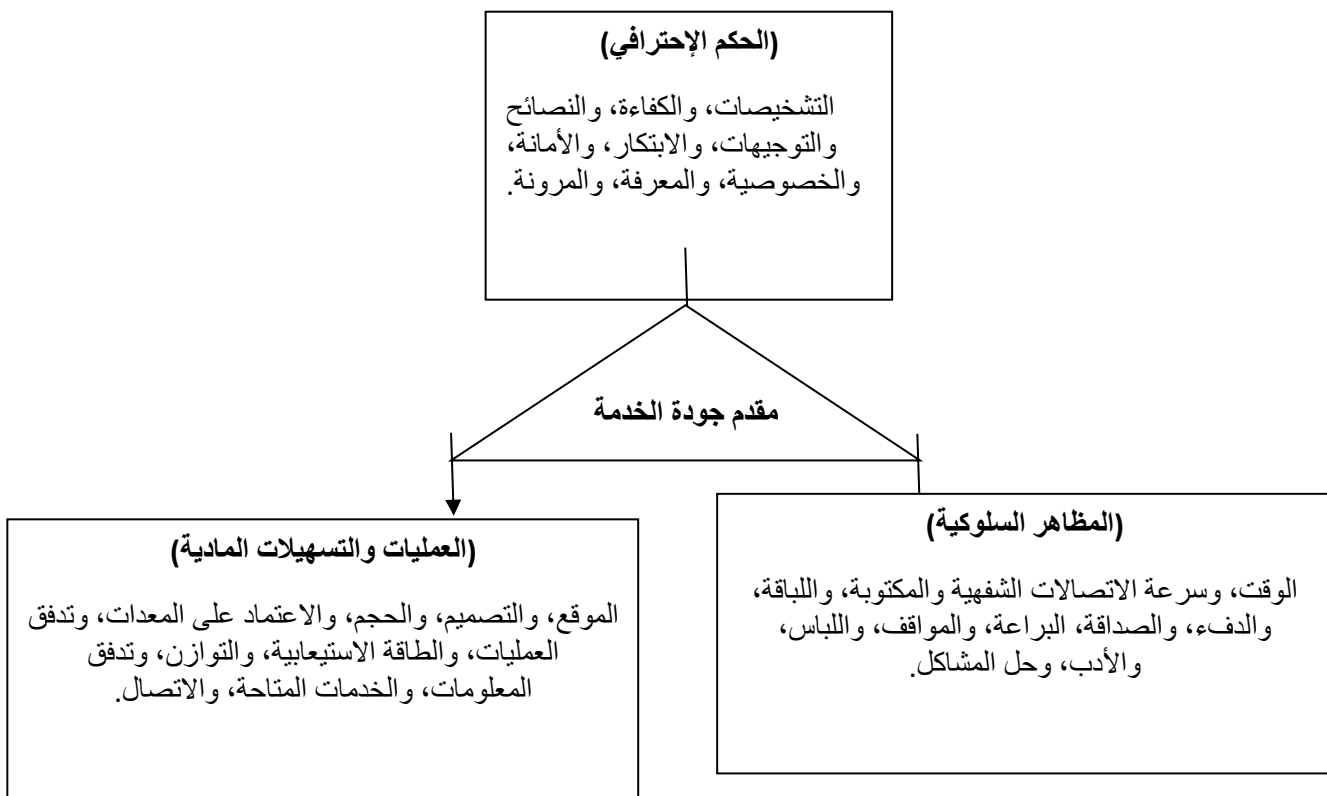 (الحكم الإحترافي)
التشخيصات، والكفاءة، والنصائح
والتوجيهات، والابتكار، والأمانة،
والخصوصية، والمعرفة، والمرونة.
مقدم جودة الخدمة
(المظاهر السلوكية)
الوقت، وسرعة الاتصالات الشفهية والمكتوبة، واللباقة،
والدفء، والصداقة، البراعة، والمواقف، واللباس،
والأدب، وحل المشاكل.
(العمليات والتسهيلات المادية)
الموقع، والتصميم، والحجم، والاعتماد على المعدات، وتدفق
العمليات، والطاقة الاستيعابية، والتوازن، وتدفق
المعلومات، والخدمات المتاحة، والاتصال.